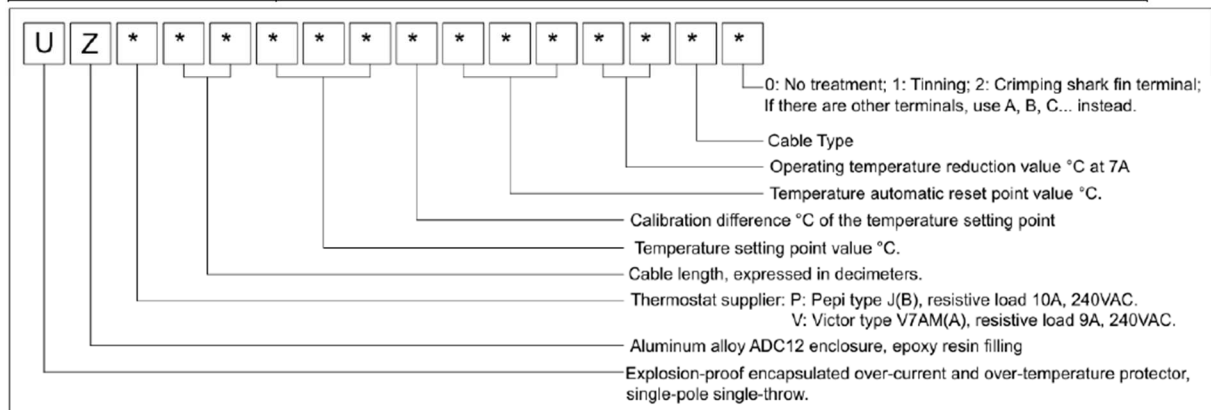 U Z * * * * * * * * * * * * * *
0: No treatment; 1: Tinning; 2: Crimping shark fin terminal;
If there are other terminals, use A, B, C... instead.
Cable Type
Operating temperature reduction value °C at 7A
Temperature automatic reset point value °C.
Calibration difference °C of the temperature setting point
Temperature setting point value °C.
Cable length, expressed in decimeters.
Thermostat supplier: P: Pepi type J(B), resistive load 10A, 240VAC.
V: Victor type V7AM(A), resistive load 9A, 240VAC.
Aluminum alloy ADC12 enclosure, epoxy resin filling
Explosion-proof encapsulated over-current and over-temperature protector,
single-pole single-throw.